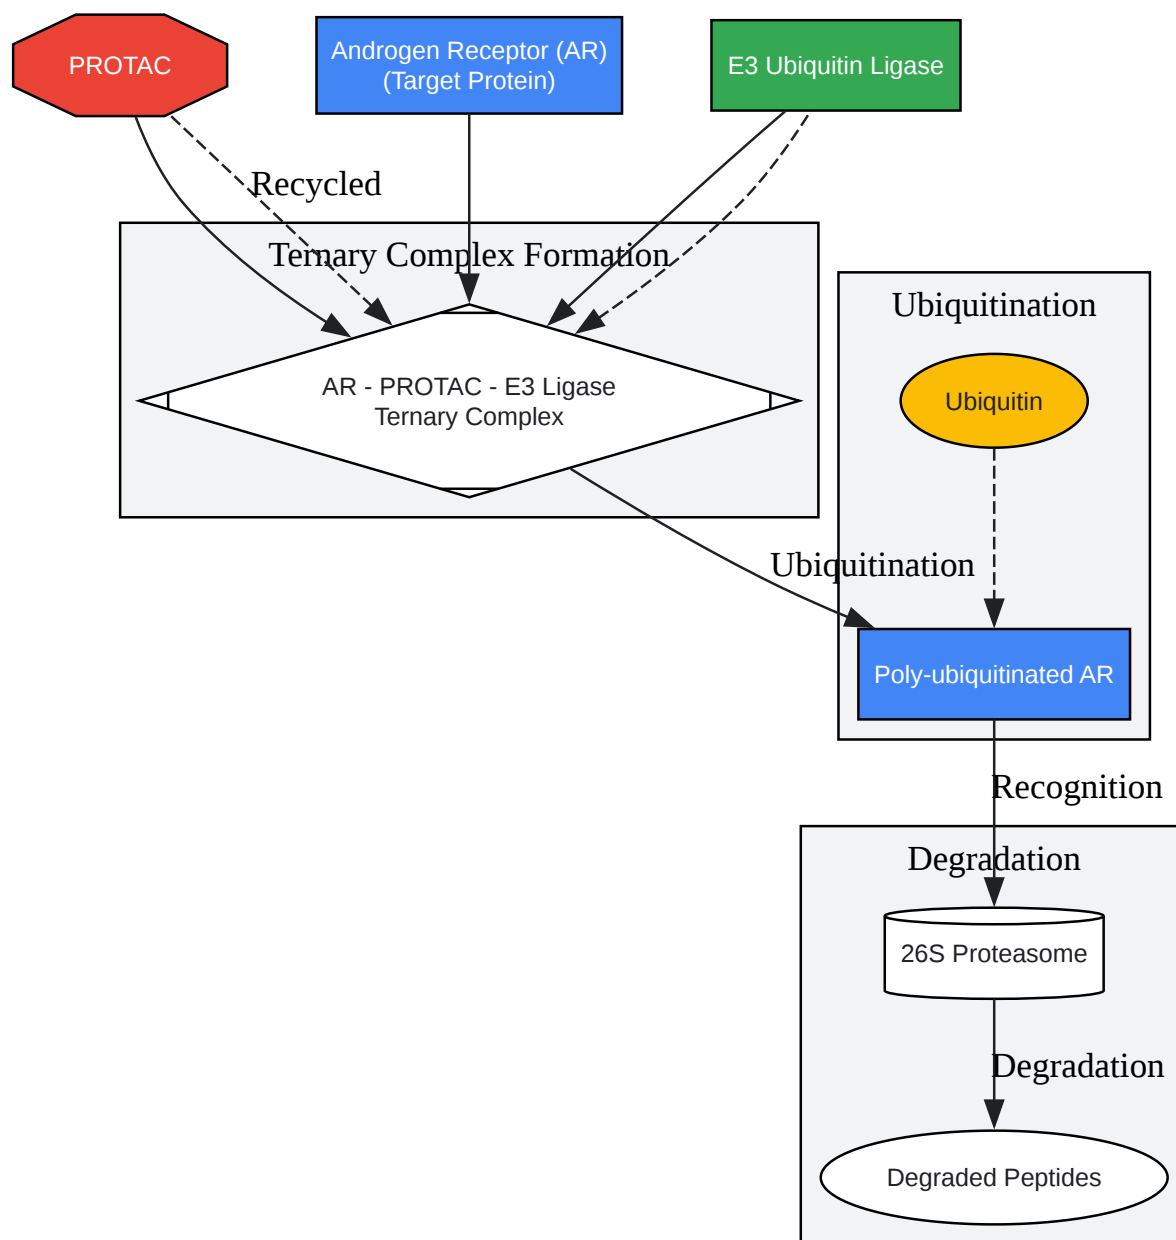 PROTAC
Androgen Receptor (AR)
(Target Protein)
E3 Ubiquitin Ligase
Recycled
Ternary Complex Formation
AR - PROTAC - E3 Ligase
Ternary Complex
Ubiquitination
Ubiquitin
Ubiquitination
Poly-ubiquitinated AR
Recognition
Degradation
26S Proteasome
Degradation
Degraded Peptides